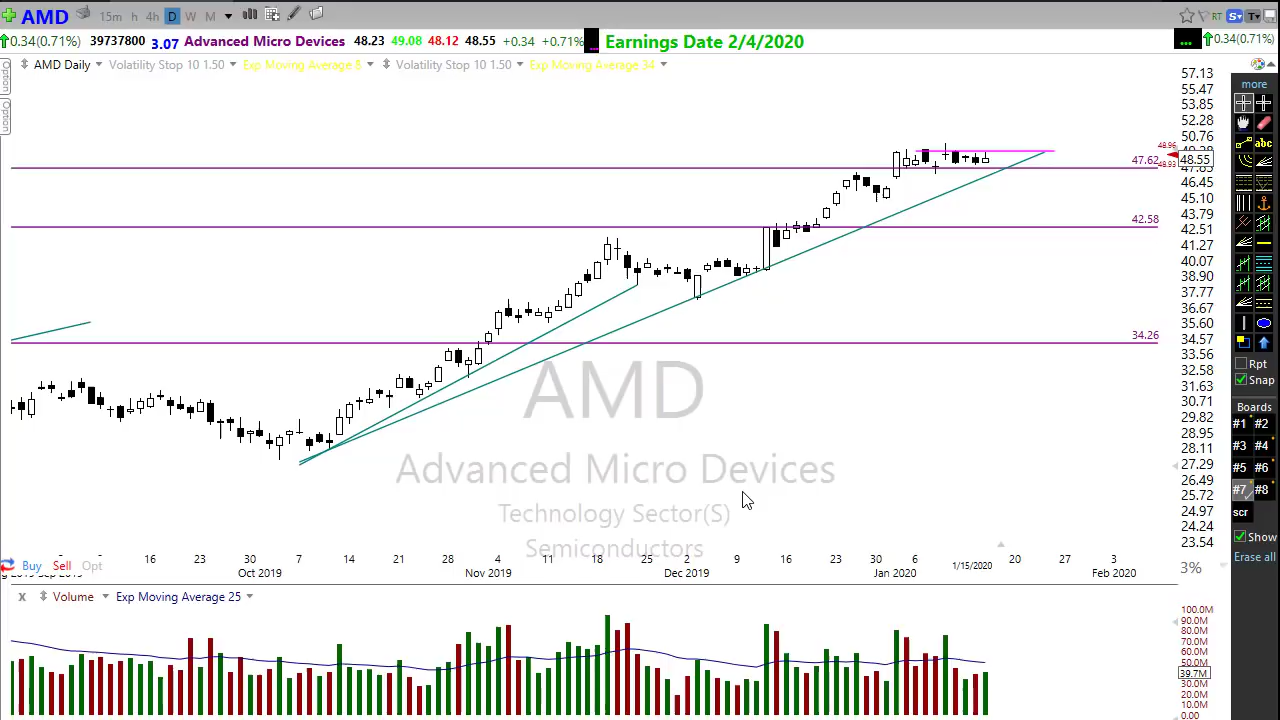 AMD 15m h 4h D W M RT S T
0.34(0.71%) 39737800 3.07 Advanced Micro Devices 48.23 49.08 48.12 48.55 +0.34 +0.71% ... Earnings Date 2/4/2020 ... 0.34(0.71%)
AMD Daily Volatility Stop 10 1.50 Exp Moving Average 8 Volatility Stop 10 1.50 Exp Moving Average 34
Option
Option
57.13
55.47
53.85
52.28
50.76
48.96
48.55
48.93
47.62
46.45
45.10
43.79
42.58
42.51
41.27
40.07
38.90
37.77
36.67
35.60
34.26
34.57
33.56
32.58
31.63
30.71
29.82
28.95
27.29
26.49
25.72
24.97
24.24
23.54
AMD
Advanced Micro Devices
Technology Sector(S)
Semiconductors
more
abc
Rpt
Snap
Boards
#1 #2
#3 #4
#5 #6
#7 #8
scr
Show
Erase all
16 23 30 7 14 21 28 4 11 18 25 2 9 16 23 30 6 1/15/2020 20 27 3
Buy Sell Opt
Oct 2019 Nov 2019 Dec 2019 Jan 2020 Feb 2020
3%
X Volume Exp Moving Average 25
100.0M
90.0M
80.0M
70.0M
60.0M
50.0M
39.7M
30.0M
20.0M
10.0M
0.00